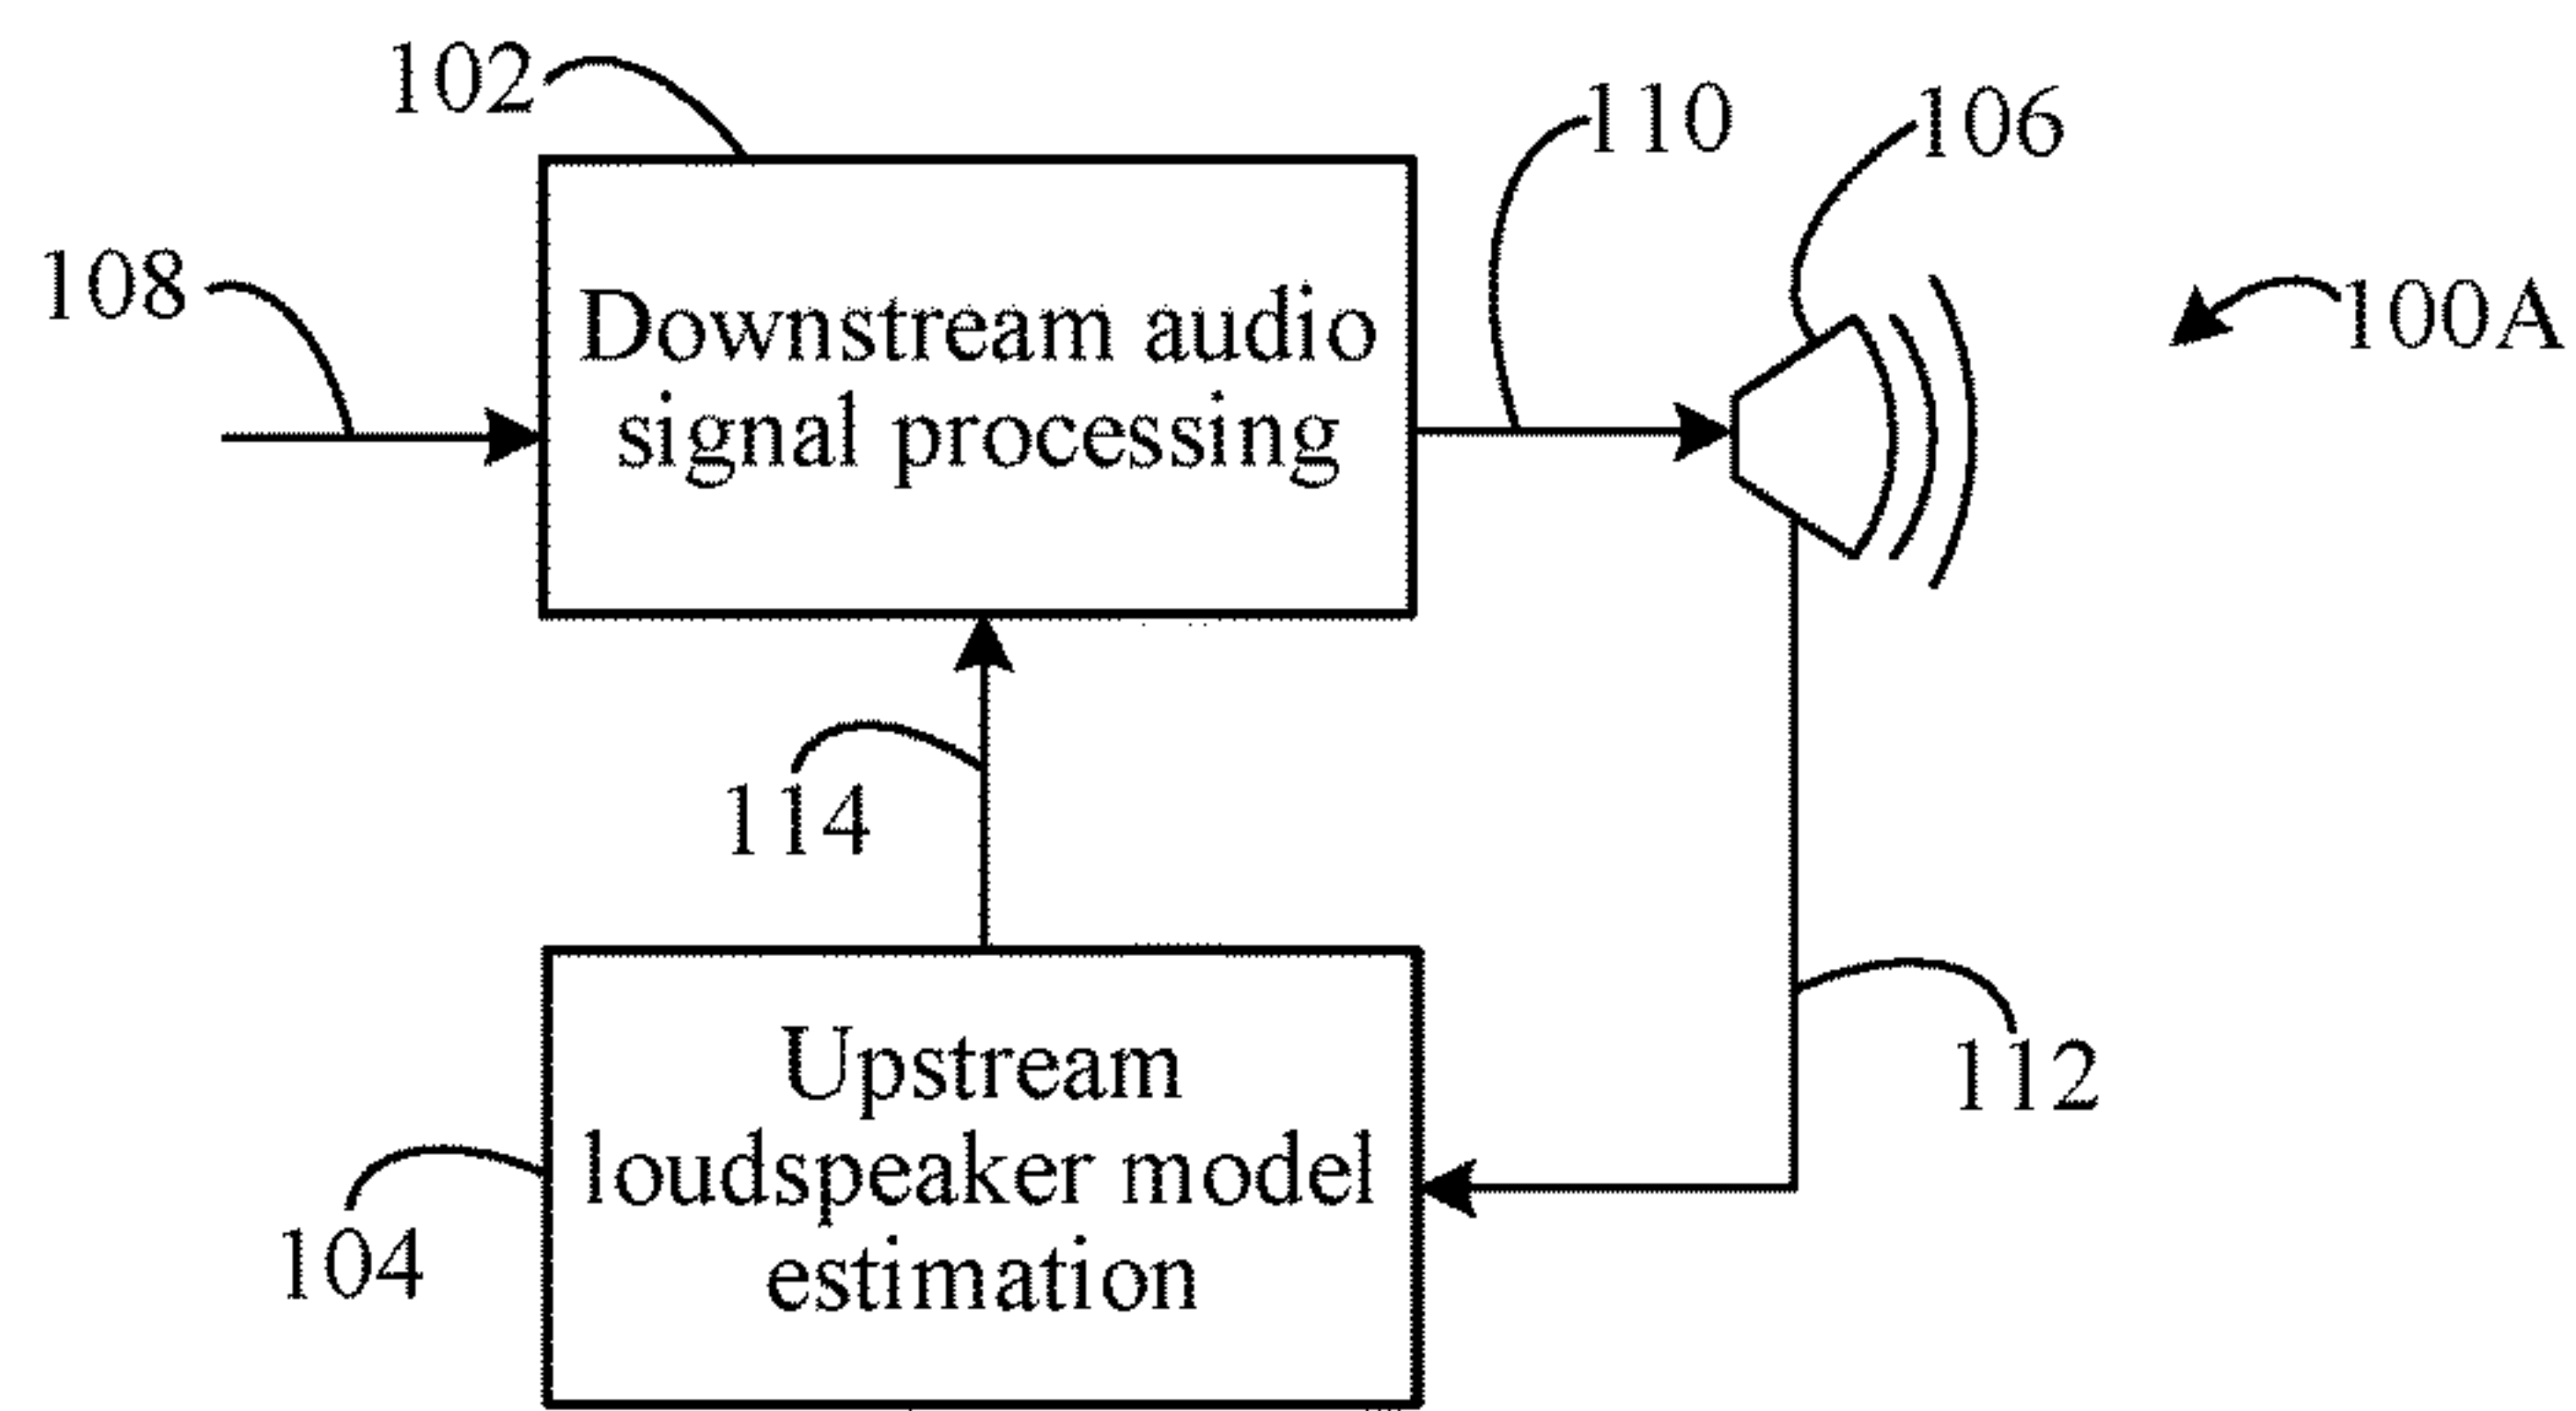 102
110
106
108
100A
Downstream audio
signal processing
114
112
Upstream
loudspeaker model
estimation
104